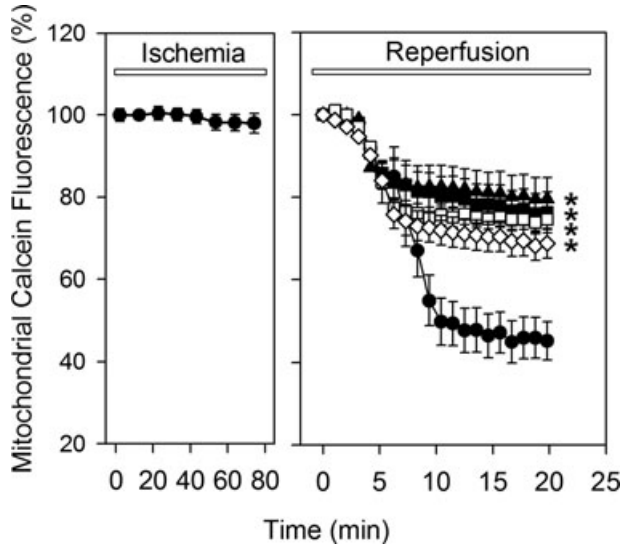 Mitochondrial Calcein Fluorescence (%)
120
100
80
60
40
20
Ischemia
Reperfusion
*
*
*
*
0 20 40 60 80
0 5 10 15 20 25
Time (min)